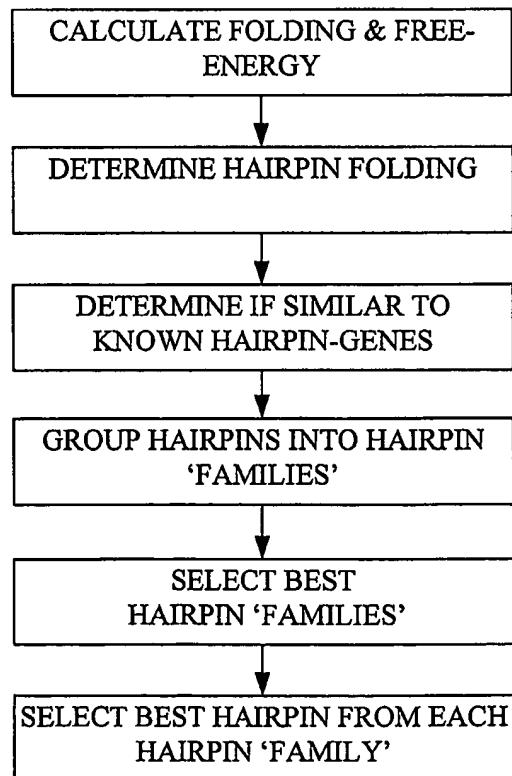 CALCULATE FOLDING & FREE-
ENERGY
DETERMINE HAIRPIN FOLDING
DETERMINE IF SIMILAR TO
KNOWN HAIRPIN-GENES
GROUP HAIRPINS INTO HAIRPIN
‘FAMILIES’
SELECT BEST
HAIRPIN ‘FAMILIES’
SELECT BEST HAIRPIN FROM EACH
HAIRPIN ‘FAMILY’